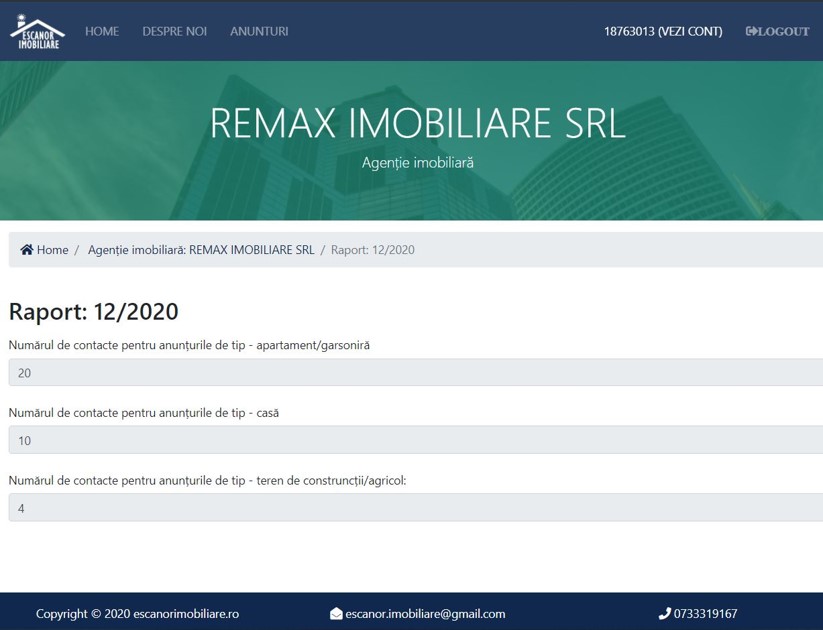 ESCANOR
IMOBILIARE
HOME DESPRE NOI ANUNTURI 18763013 (VEZI CONT) LOGOUT
REMAX IMOBILIARE SRL
Agenție imobiliară
Home / Agenție imobiliară: REMAX IMOBILIARE SRL / Raport: 12/2020
Raport: 12/2020
Numărul de contacte pentru anunțurile de tip - apartament/garsoniră
20
Numărul de contacte pentru anunțurile de tip - casă
10
Numărul de contacte pentru anunțurile de tip - teren de construncții/agricol:
4
Copyright © 2020 escanorimobiliare.ro escanor.imobiliare@gmail.com 0733319167